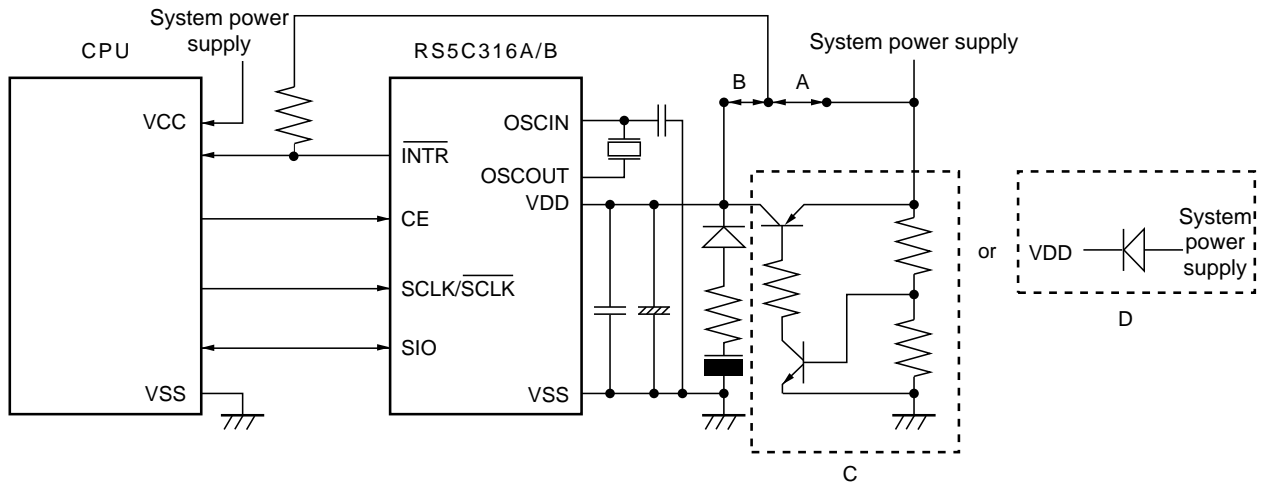 System power
supply
CPU
RS5C316A/B
System power supply
B
A
VCC
OSCIN
INTR
OSCOUT
VDD
CE
System
power
supply
or
VDD
SCLK/SCLK
D
SIO
VSS
VSS
C